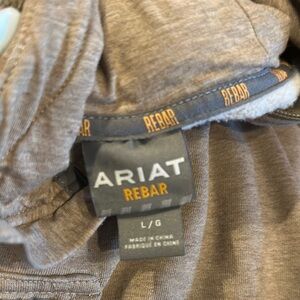 REBAR REBAR REBAR
ARIAT
REBAR
L/G
MADE IN CHINA
FABRIQUÉ EN CHINE